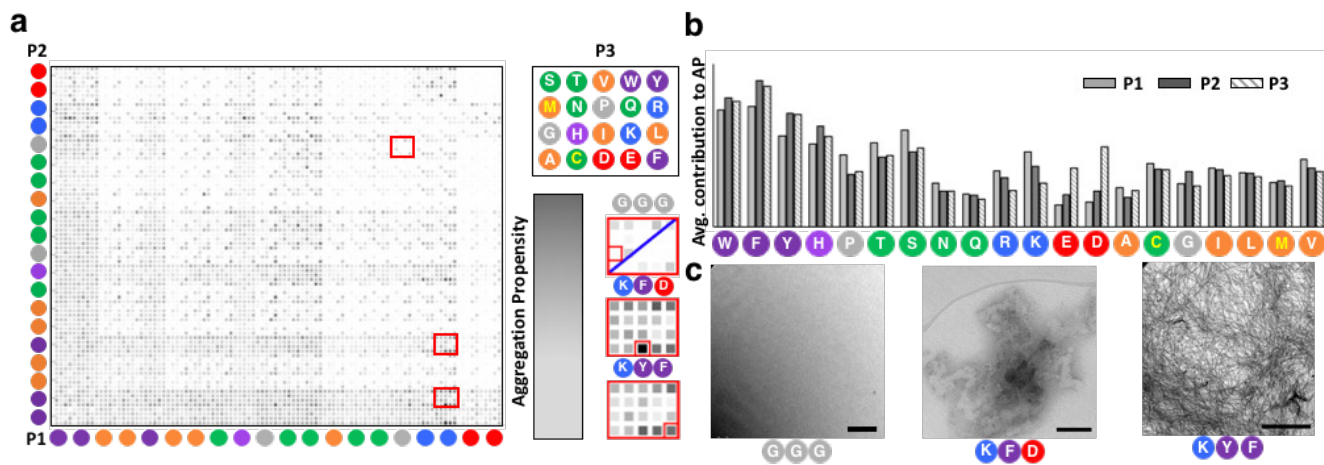 a
P2
P1
P3
S T V W Y
M N P Q R
G H I K L
A C D E F
Aggregation Propensity
G G G
K F D
K Y F
b
Avg. contribution to AP
P1 P2 P3
W F Y H P T S N Q R K E D A C G I L M V
c
G G G
K F D
K Y F